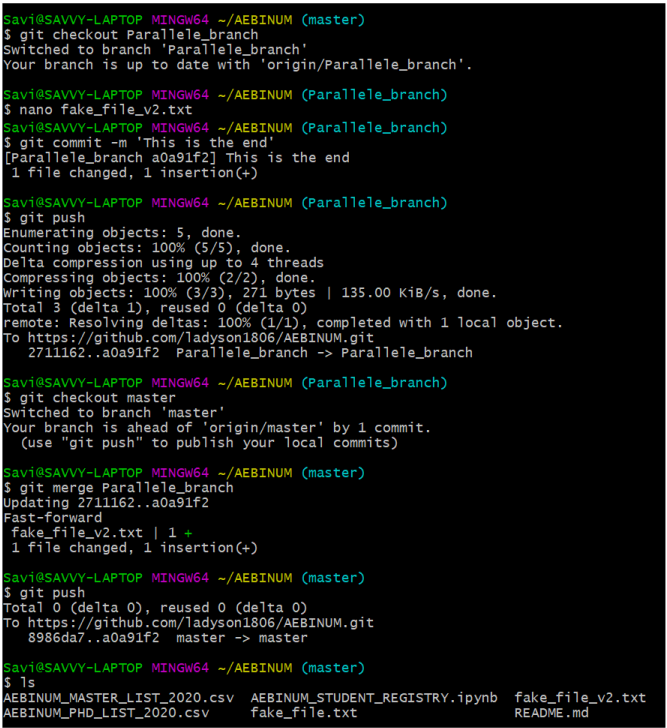 Savi@SAVVY-LAPTOP MINGW64 ~/AEBINUM (master)
$ git checkout Parallele_branch
Switched to branch 'Parallele_branch'
Your branch is up to date with 'origin/Parallele_branch'.
Savi@SAVVY-LAPTOP MINGW64 ~/AEBINUM (Parallele_branch)
$ nano fake_file_v2.txt
Savi@SAVVY-LAPTOP MINGW64 ~/AEBINUM (Parallele_branch)
$ git commit -m 'This is the end'
[Parallele_branch a0a91f2] This is the end
 1 file changed, 1 insertion(+)
Savi@SAVVY-LAPTOP MINGW64 ~/AEBINUM (Parallele_branch)
$ git push
Enumerating objects: 5, done.
Counting objects: 100% (5/5), done.
Delta compression using up to 4 threads
Compressing objects: 100% (2/2), done.
Writing objects: 100% (3/3), 271 bytes | 135.00 KiB/s, done.
Total 3 (delta 1), reused 0 (delta 0)
remote: Resolving deltas: 100% (1/1), completed with 1 local object.
To https://github.com/ladyson1806/AEBINUM.git
   2711162..a0a91f2  Parallele_branch -> Parallele_branch
Savi@SAVVY-LAPTOP MINGW64 ~/AEBINUM (Parallele_branch)
$ git checkout master
Switched to branch 'master'
Your branch is ahead of 'origin/master' by 1 commit.
  (use "git push" to publish your local commits)
Savi@SAVVY-LAPTOP MINGW64 ~/AEBINUM (master)
$ git merge Parallele_branch
Updating 2711162..a0a91f2
Fast-forward
 fake_file_v2.txt | 1 +
 1 file changed, 1 insertion(+)
Savi@SAVVY-LAPTOP MINGW64 ~/AEBINUM (master)
$ git push
Total 0 (delta 0), reused 0 (delta 0)
To https://github.com/ladyson1806/AEBINUM.git
   8986da7..a0a91f2  master -> master
Savi@SAVVY-LAPTOP MINGW64 ~/AEBINUM (master)
$ ls
AEBINUM_MASTER_LIST_2020.csv  AEBINUM_STUDENT_REGISTRY.ipynb  fake_file_v2.txt
AEBINUM_PHD_LIST_2020.csv     fake_file.txt                   README.md